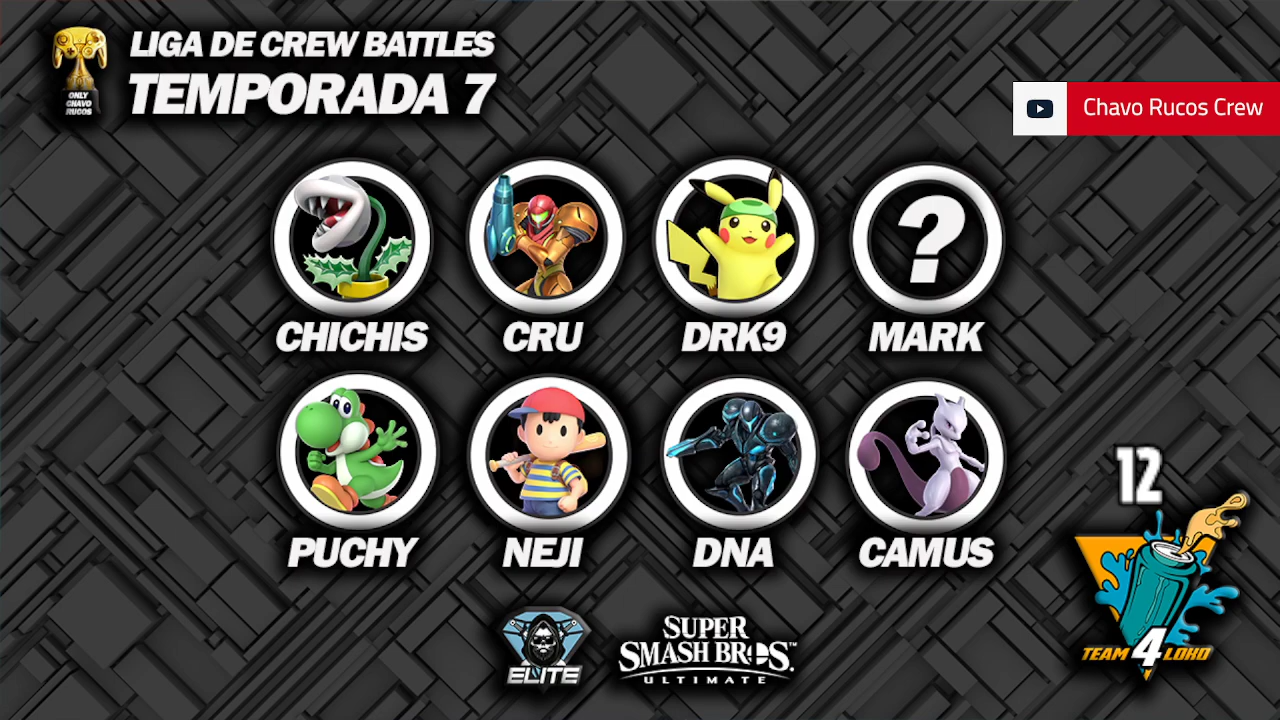 LIGA DE CREW BATTLES
TEMPORADA 7
ONLY
CHAVO
RUCOS
Chavo Rucos Crew
?
CHICHIS CRU DRK9 MARK
PUCHY NEJI DNA CAMUS
12
TEAM 4 LOKO
ELITE
SUPER
SMASH BROS.™
ULTIMATE